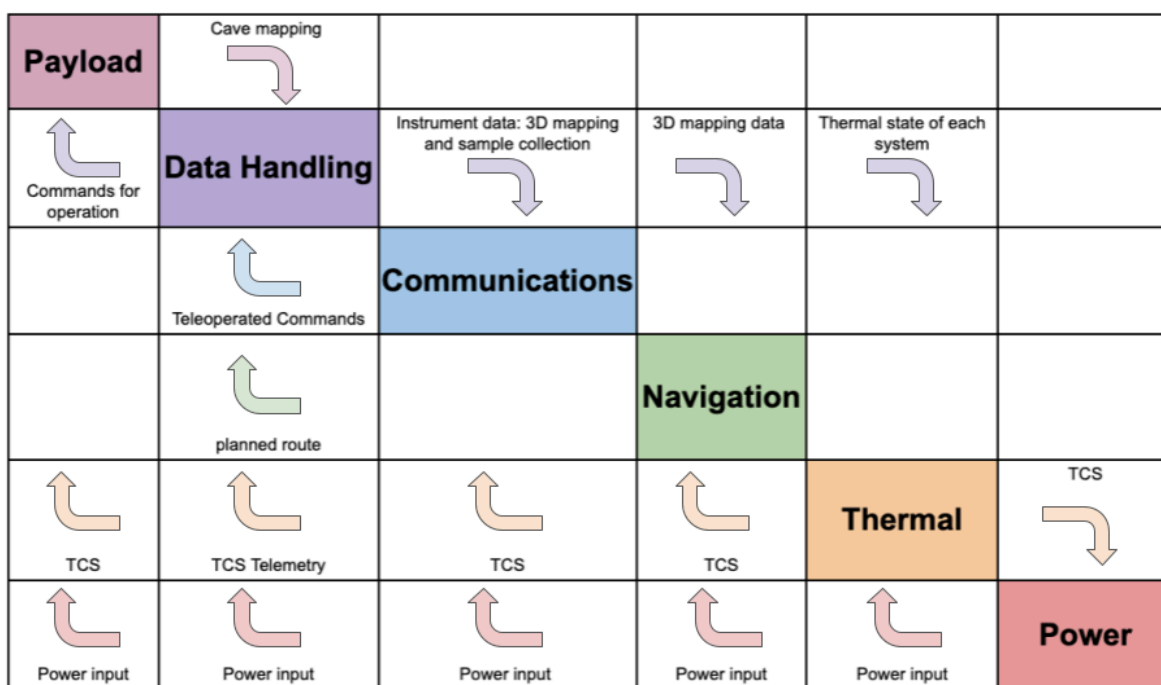 Payload
Cave mapping
Commands for
operation
Data Handling
Instrument data: 3D mapping
and sample collection
3D mapping data
Thermal state of each
system
Teleoperated Commands
Communications
planned route
Navigation
TCS
TCS Telemetry
TCS
TCS
Thermal
TCS
Power input
Power input
Power input
Power input
Power input
Power